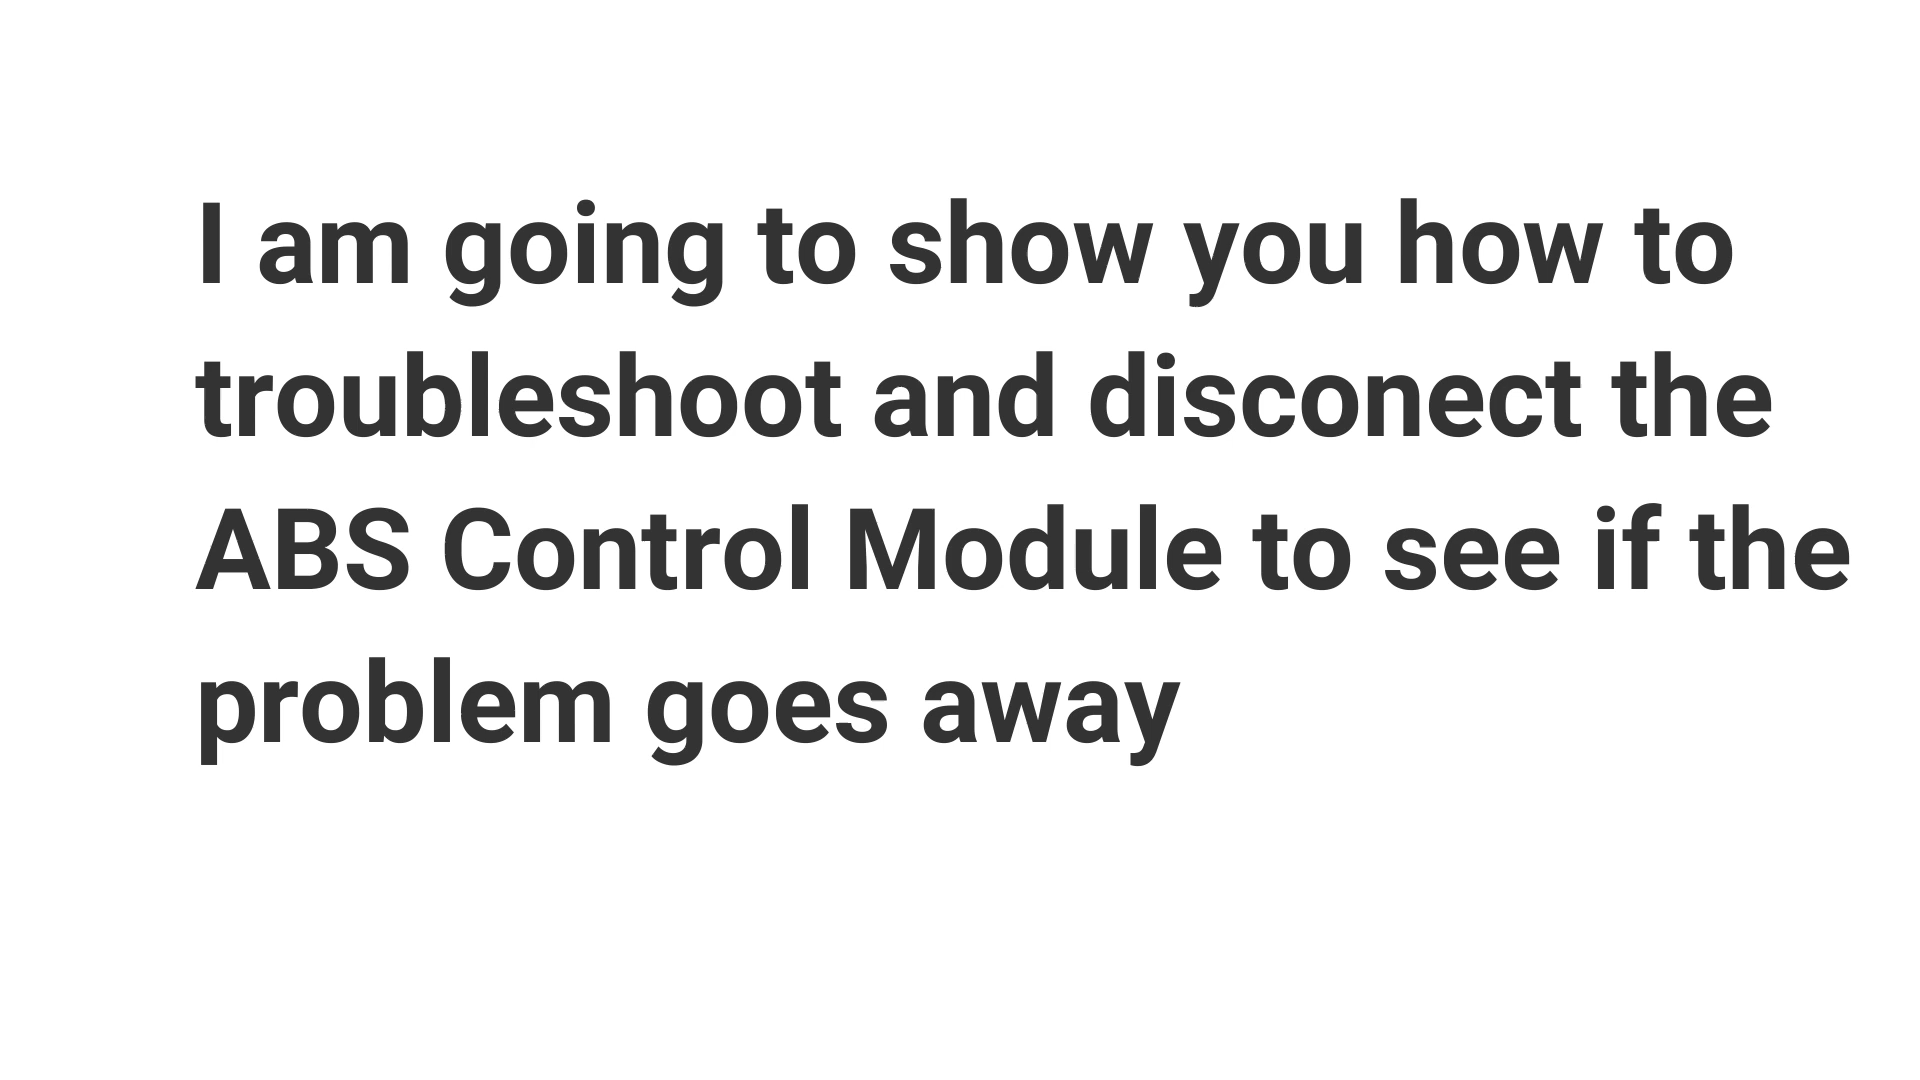 I am going to show you how to
troubleshoot and disconect the
ABS Control Module to see if the
problem goes away